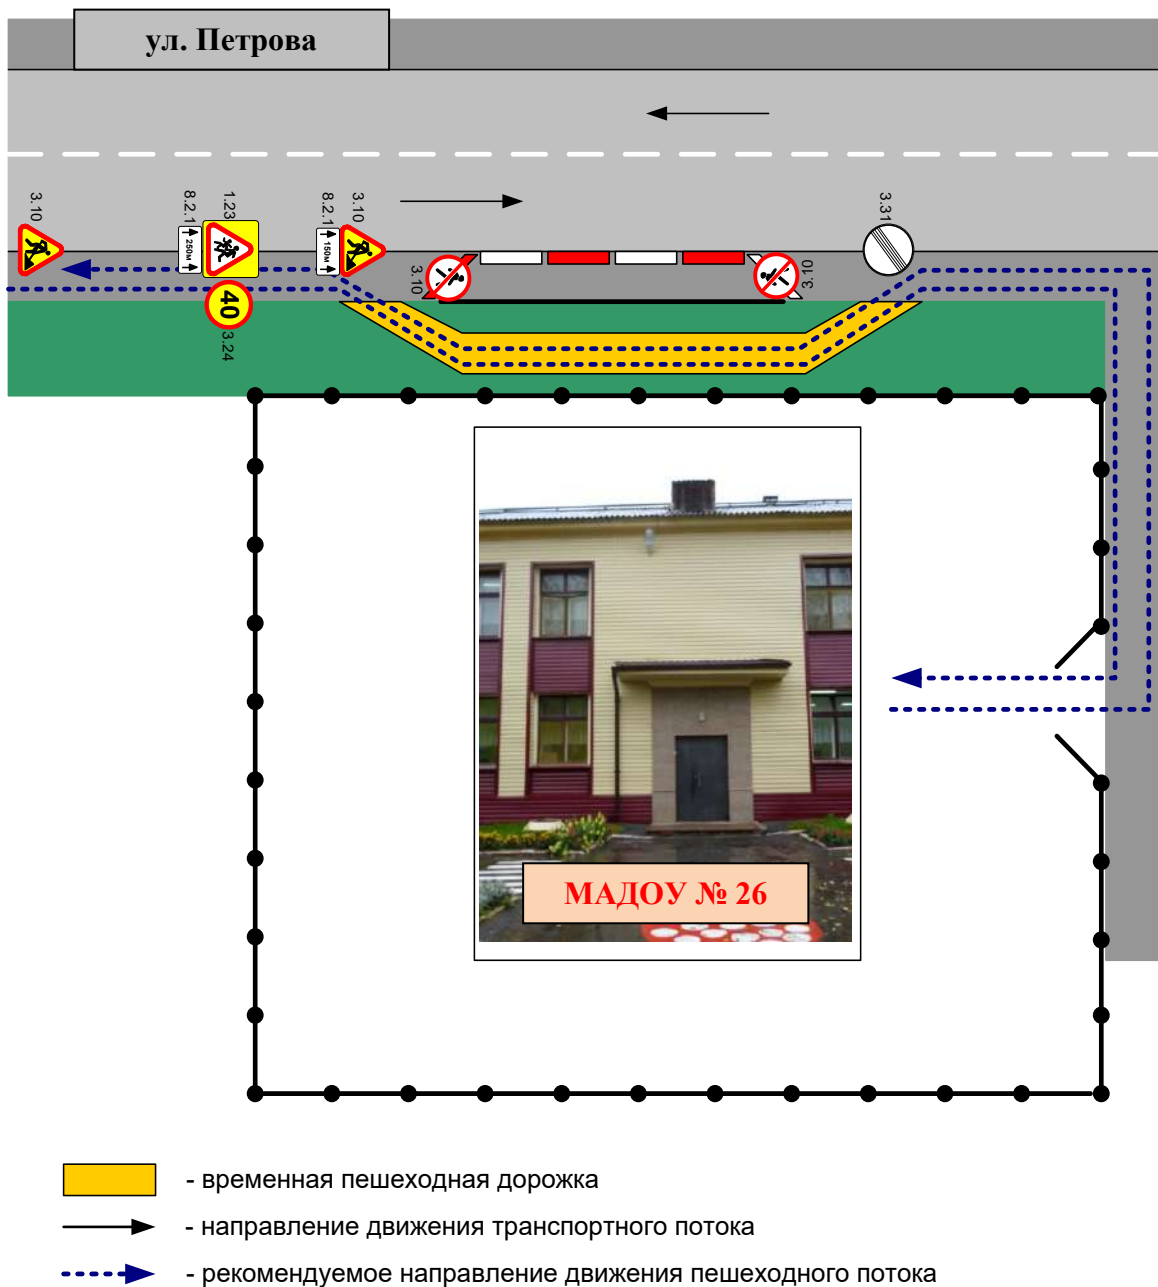 ул. Петрова
3.10
8.2.1
250м
1.23
40
3.24
8.2.1
150м
3.10
3.10
3.10
3.31
МАДОУ № 26
- временная пешеходная дорожка
- направление движения транспортного потока
- рекомендуемое направление движения пешеходного потока